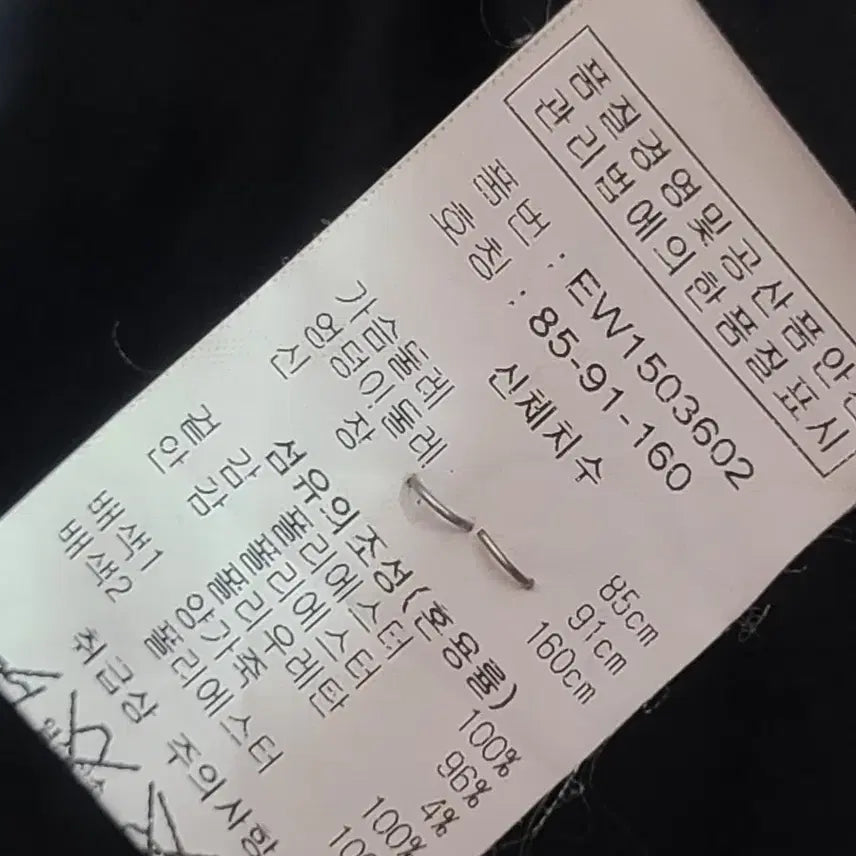 품질경영및공산품안전
관리법에의한품질표시
품번 : EW1503602
호칭 : 85-91-160
신체치수
가슴둘레 85cm
엉덩이둘레 91cm
신장 160cm
섬유의조성(혼용률)
겉감 폴리에스터 100%
안감 폴리에스터 96%
폴리우레탄 4%
배색1 양가죽 100%
배색2 폴리에스터 100
취급상 주의사항